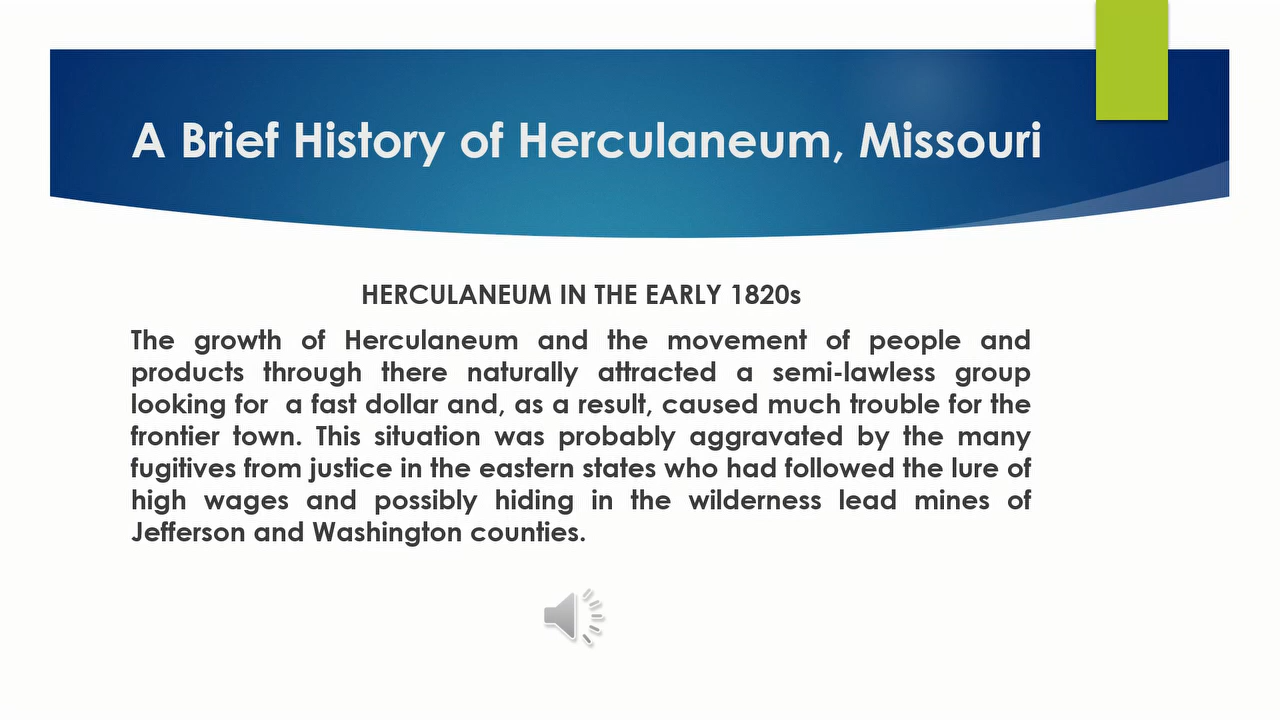 A Brief History of Herculaneum, Missouri
HERCULANEUM IN THE EARLY 1820s
The growth of Herculaneum and the movement of people and
products through there naturally attracted a semi-lawless group
looking for  a fast dollar and, as a result, caused much trouble for the
frontier town. This situation was probably aggravated by the many
fugitives from justice in the eastern states who had followed the lure of
high wages and possibly hiding in the wilderness lead mines of
Jefferson and Washington counties.